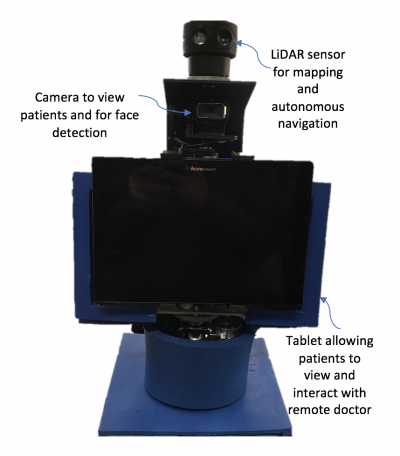 LiDAR sensor
for mapping
and
autonomous
navigation
Camera to view
patients and for face
detection
Lenovo
Tablet allowing
patients to
view and
interact with
remote doctor